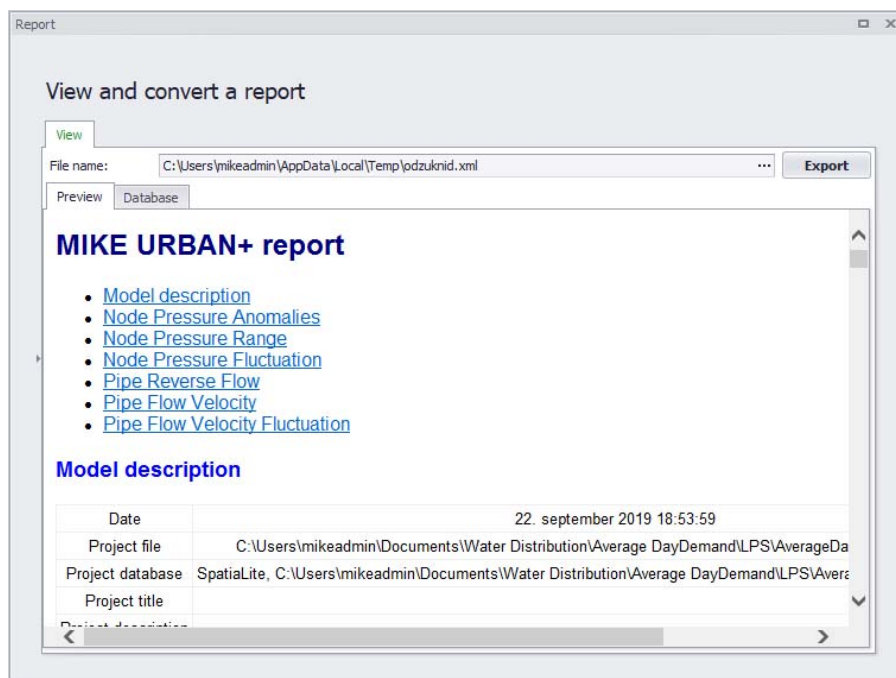 Report
View and convert a report
View
File name: C:\Users\mikeadmin\AppData\Local\Temp\odzuknid.xml ... Export
Preview Database
MIKE URBAN+ report
• Model description
• Node Pressure Anomalies
• Node Pressure Range
• Node Pressure Fluctuation
• Pipe Reverse Flow
• Pipe Flow Velocity
• Pipe Flow Velocity Fluctuation
Model description
Date 22. september 2019 18:53:59
Project file C:\Users\mikeadmin\Documents\Water Distribution\Average DayDemand\LPS\AverageDa
Project database SpatiaLite, C:\Users\mikeadmin\Documents\Water Distribution\Average DayDemand\LPS\Avera
Project title